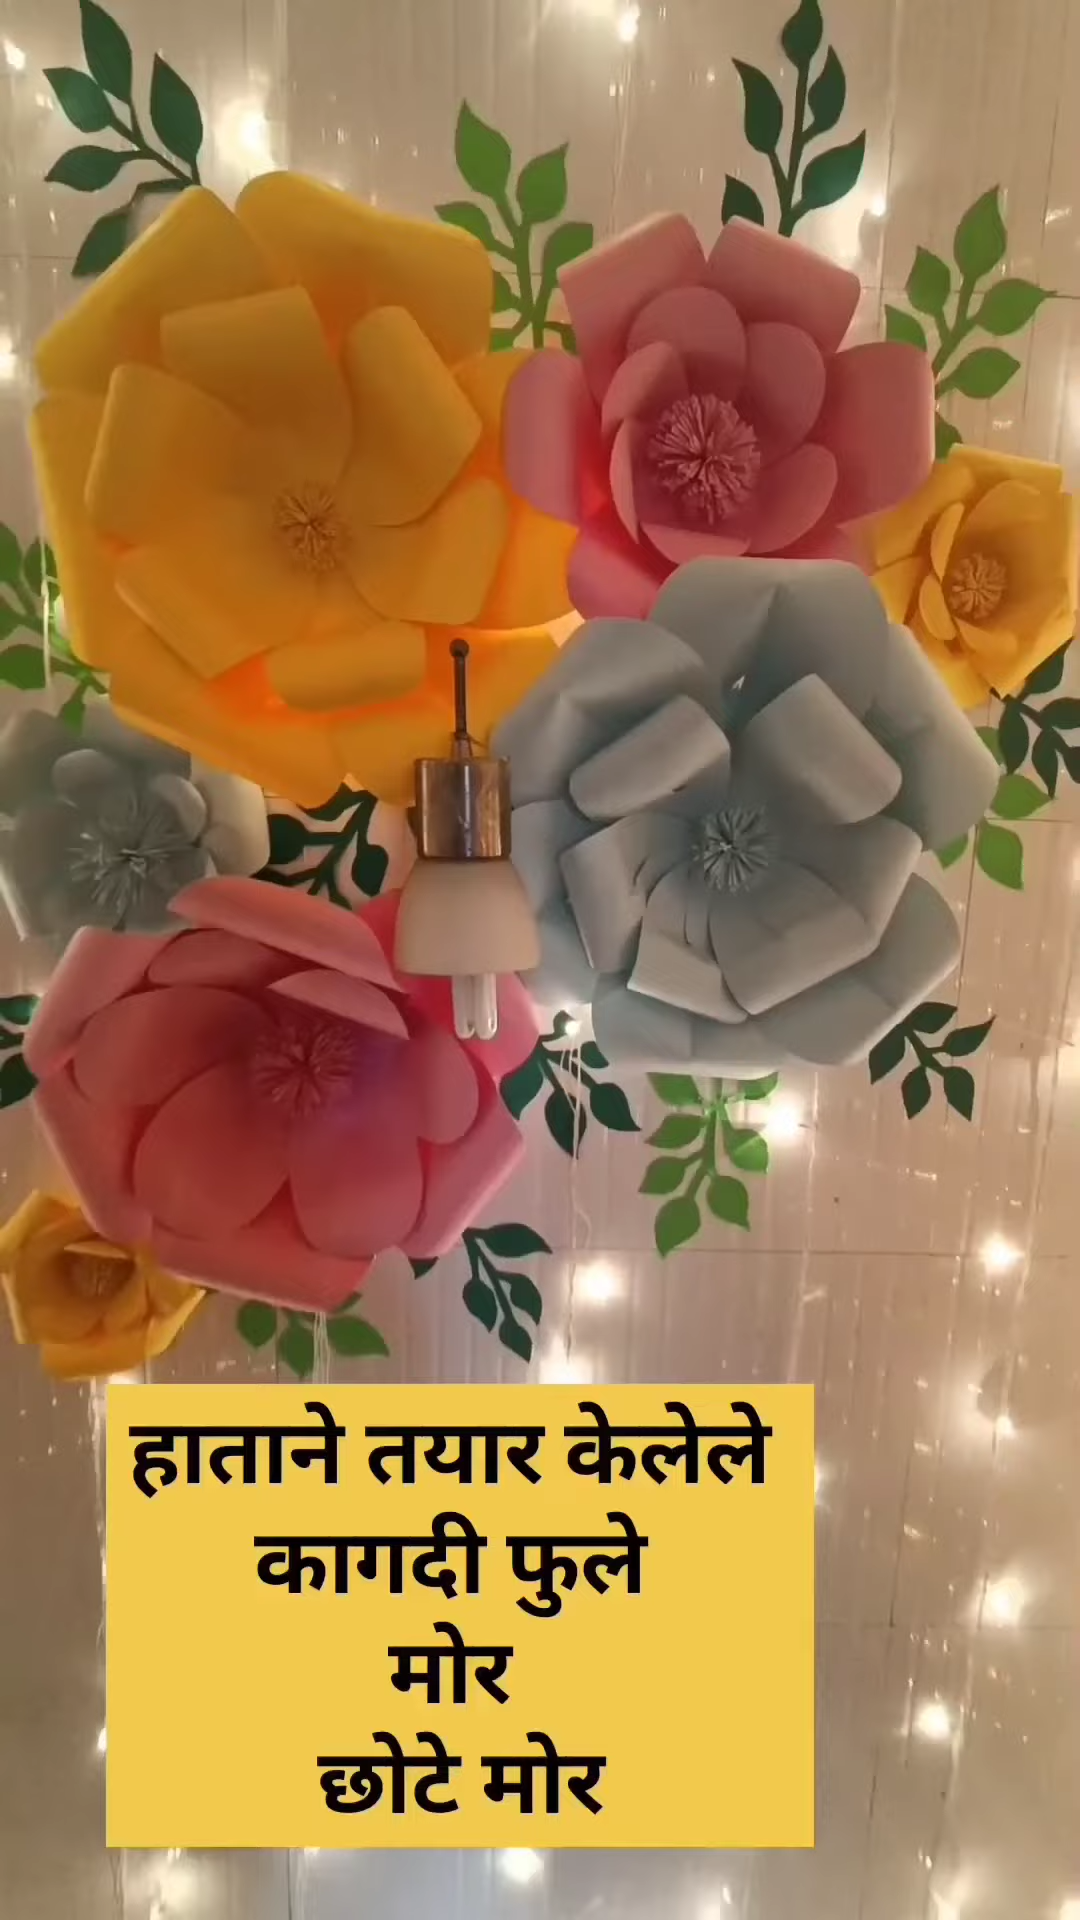 हाताने तयार केलेले
कागदी फुले
मोर
छोटे मोर